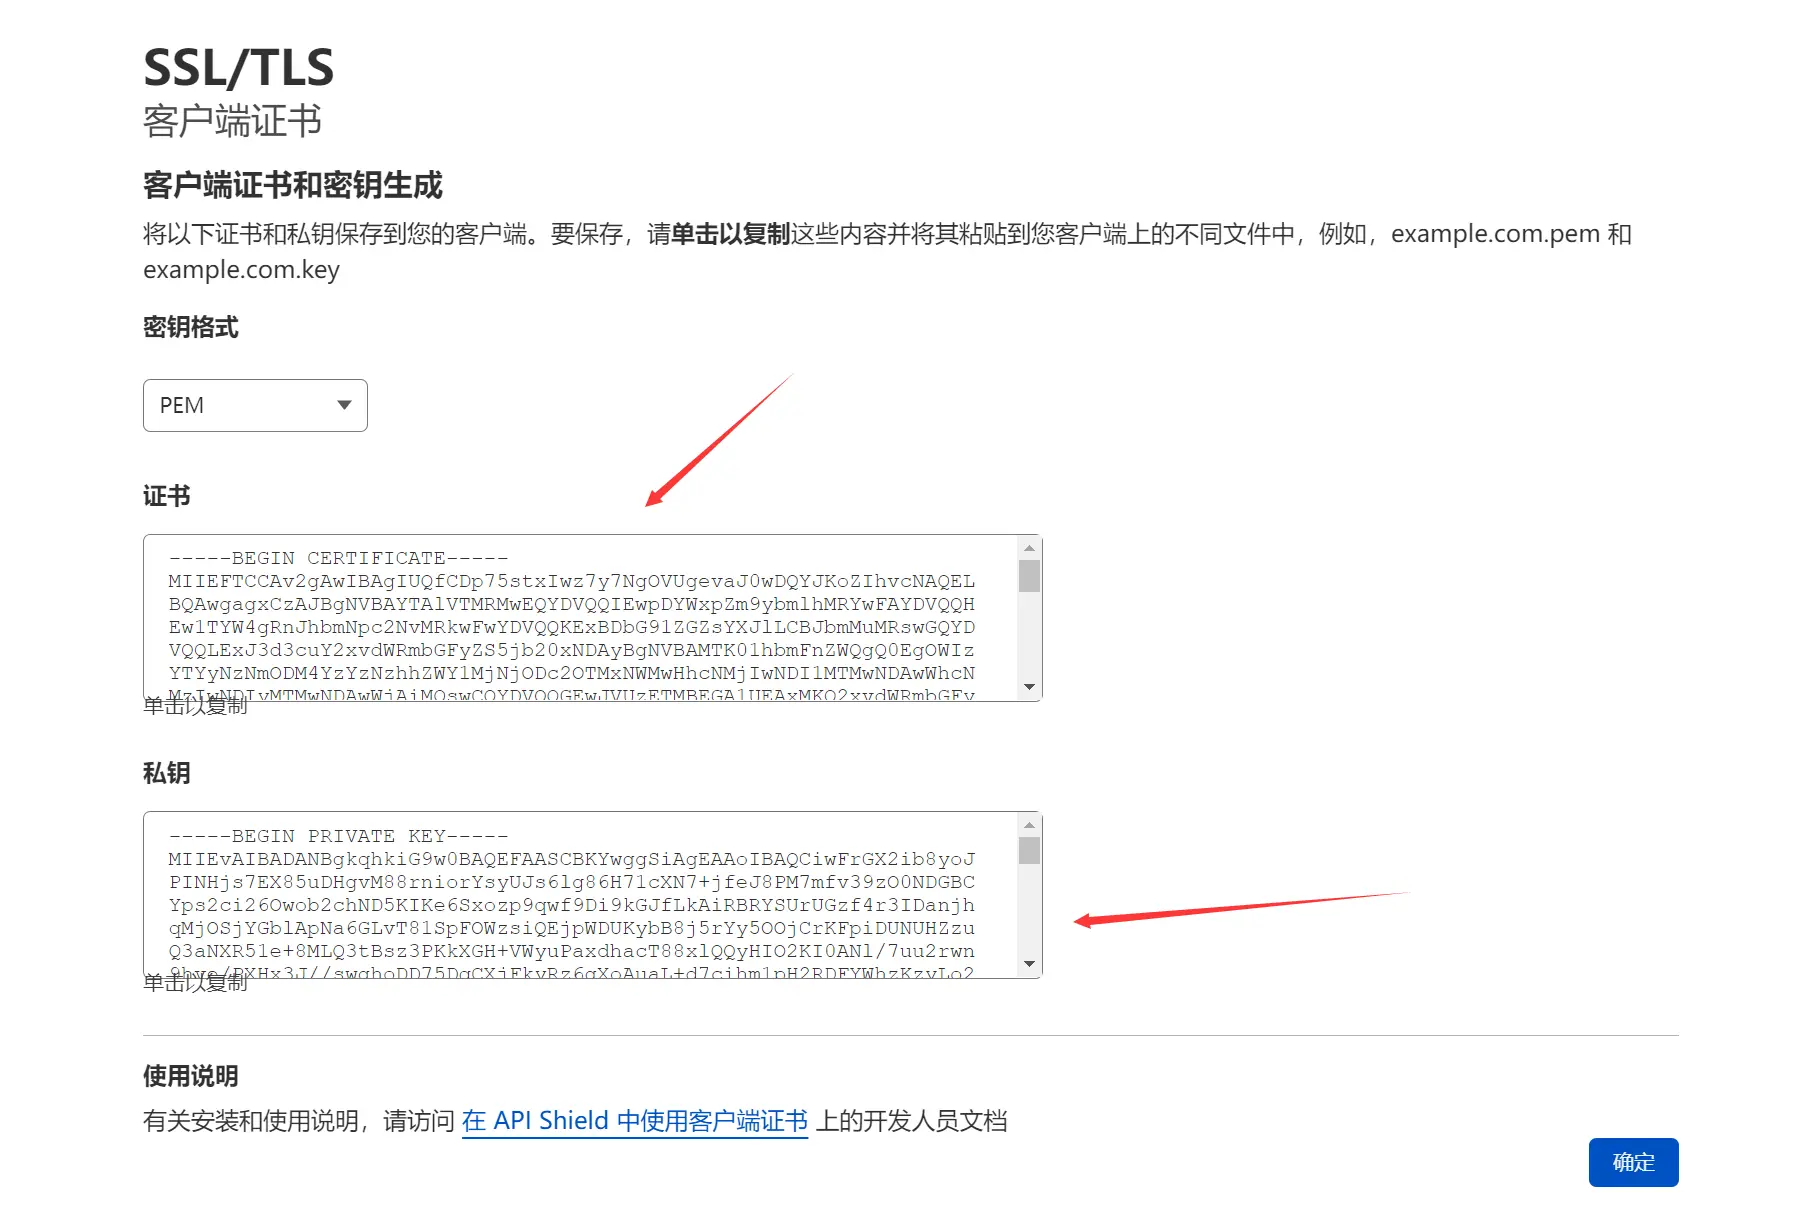 SSL/TLS
客户端证书
客户端证书和密钥生成
将以下证书和私钥保存到您的客户端。要保存，请单击以复制这些内容并将其粘贴到您客户端上的不同文件中，例如，example.com.pem 和
example.com.key
密钥格式
PEM
证书
-----BEGIN CERTIFICATE-----
MIIEFTCCAv2gAwIBAgIUQfCDp75stxIwz7y7NgOVUgevaJ0wDQYJKoZIhvcNAQEL
BQAwgagxCzAJBgNVBAYTAlVTMRMwEQYDVQQIEwpDYWxpZm9ybmlhMRYwFAYDVQQH
Ew1TYW4gRnJhbmNpc2NvMRkwFwYDVQQKExBDbG91ZGZsYXJlLCBJbmMuMRswGQYD
VQQLExJ3d3cuY2xvdWRmbGFyZS5jb20xNDAyBgNVBAMTK01hbmFnZWQgQ0EgOWIz
YTYyNzNmODM4YzYzNzhhZWY1MjNjODc2OTMxNWMwHhcNMjIwNDI1MTMwNDAwWhcN
单击以复制
私钥
-----BEGIN PRIVATE KEY-----
MIIEvAIBADANBgkqhkiG9w0BAQEFAASCBKYwggSiAgEAAoIBAQCiwFrGX2ib8yoJ
PINHjs7EX85uDHgvM88rniorYsyUJs6lg86H71cXN7+jfeJ8PM7mfv39zO0NDGBC
Yps2ci26Owob2chND5KIKe6Sxozp9qwf9Di9kGJfLkAiRBRYSUrUGzf4r3IDanjh
qMjOSjYGblApNa6GLvT81SpFOWzsiQEjpWDUKybB8j5rYy5OOjCrKFpiDUNUHZzu
Q3aNXR51e+8MLQ3tBsz3PKkXGH+VWyuPaxdhacT88xlQQyHIO2KI0ANl/7uu2rwn
单击以复制
使用说明
有关安装和使用说明，请访问 在 API Shield 中使用客户端证书 上的开发人员文档
确定